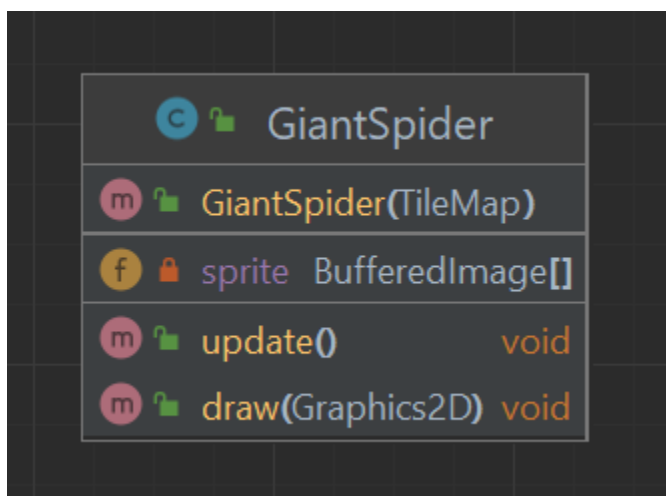 C GiantSpider
m GiantSpider(TileMap)
f sprite BufferedImage[]
m update() void
m draw(Graphics2D) void